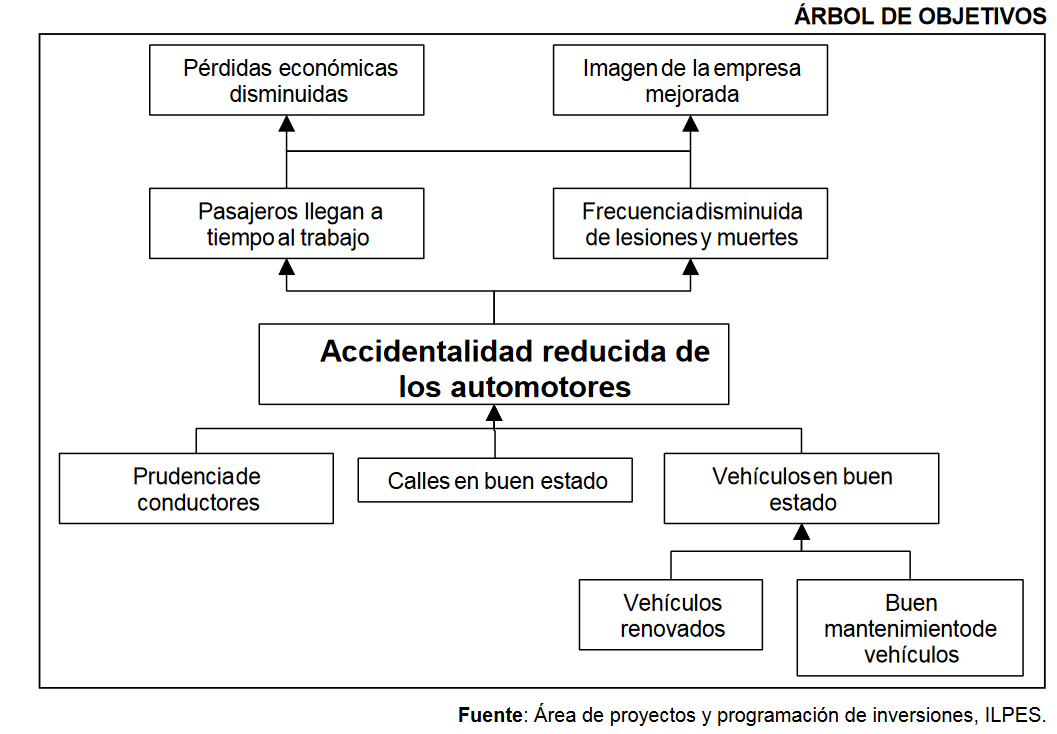 ÁRBOL DE OBJETIVOS
Pérdidas económicas
disminuidas
Imagen de la empresa
mejorada
Pasajeros llegan a
tiempo al trabajo
Frecuencia disminuida
de lesiones y muertes
Accidentalidad reducida de
los automotores
Prudencia de
conductores
Calles en buen estado
Vehículos en buen
estado
Vehículos
renovados
Buen
mantenimiento de
vehículos
Fuente: Área de proyectos y programación de inversiones, ILPES.